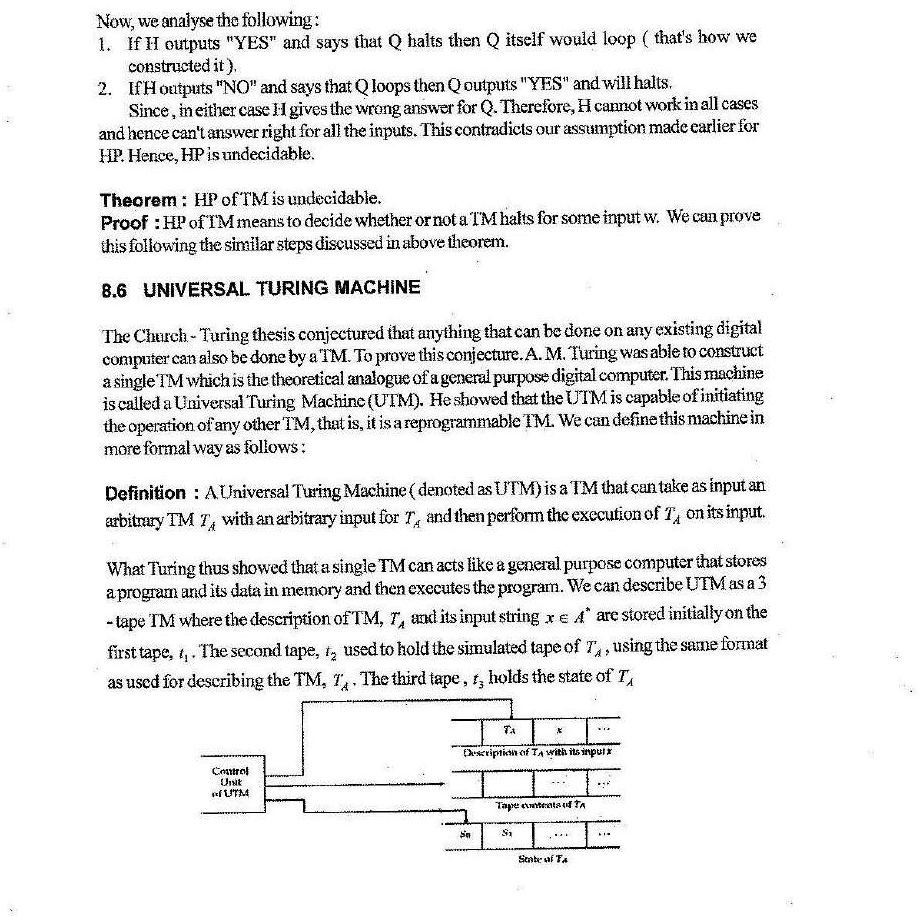 Now, we analyse the following :
1. If H outputs "YES" and says that Q halts then Q itself would loop ( that's how we
constructed it ).
2. If H outputs "NO" and says that Q loops then Q outputs "YES" and will halts.
Since , in either case H gives the wrong answer for Q. Therefore, H cannot work in all cases
and hence can't answer right for all the inputs. This contradicts our assumption made earlier for
HP. Hence, HP is undecidable.
Theorem : HP of TM is undecidable.
Proof : HP of TM means to decide whether or not a TM halts for some input w. We can prove
this following the similar steps discussed in above theorem.
8.6 UNIVERSAL TURING MACHINE
The Church - Turing thesis conjectured that anything that can be done on any existing digital
computer can also be done by a TM. To prove this conjecture. A. M. Turing was able to construct
a single TM which is the theoretical analogue of a general purpose digital computer. This machine
is called a Universal Turing Machine (UTM). He showed that the UTM is capable of initiating
the operation of any other TM, that is, it is a reprogrammable TM. We can define this machine in
more formal way as follows :
Definition : A Universal Turing Machine ( denoted as UTM) is a TM that can take as input an
arbitrary TM T_A with an arbitrary input for T_A and then perform the execution of T_A on its input.
What Turing thus showed that a single TM can acts like a general purpose computer that stores
a program and its data in memory and then executes the program. We can describe UTM as a 3
- tape TM where the description of TM, T_A and its input string x ∈ A* are stored initially on the
first tape, t₁ . The second tape, t₂ used to hold the simulated tape of T_A , using the same format
as used for describing the TM, T_A . The third tape , t₃ holds the state of T_A
T_A x ...
Description of T_A with its input x
Control
Unit
of UTM
... ...
Tape contents of T_A
S₀ S₁ .... ...
State of T_A